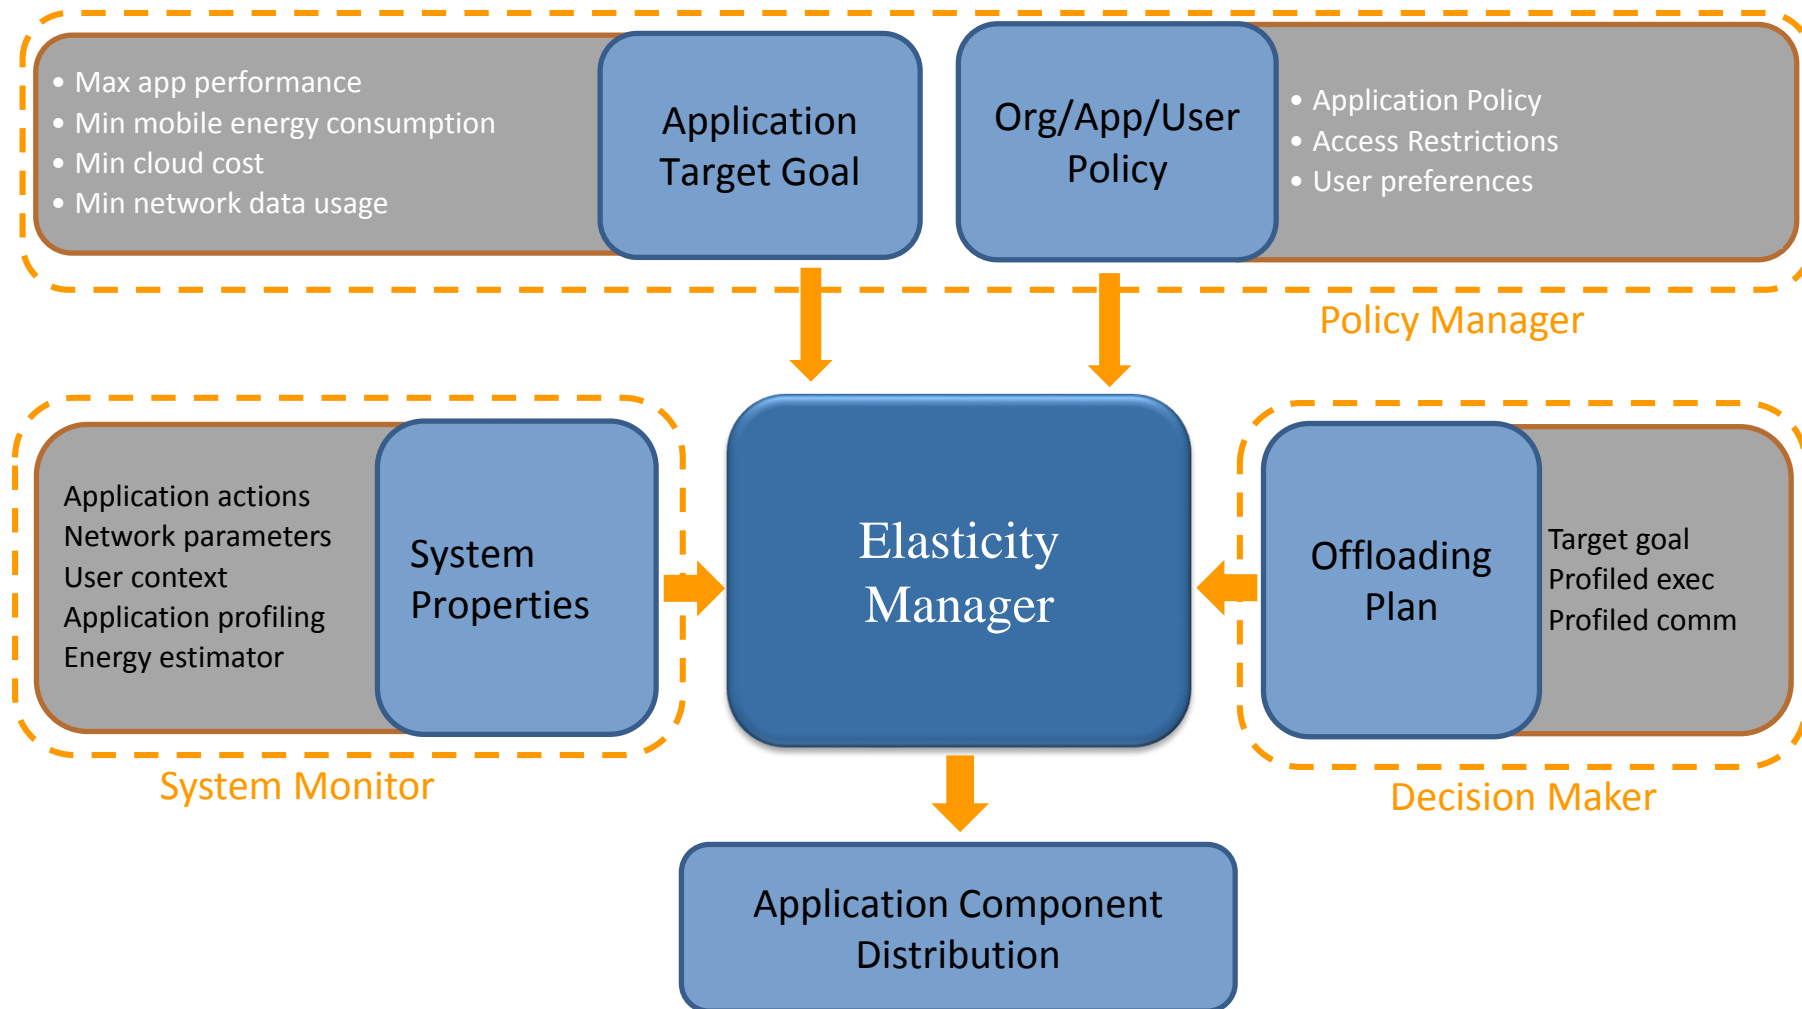 • Max app performance
• Min mobile energy consumption
• Min cloud cost
• Min network data usage
Application
Target Goal
Org/App/User
Policy
• Application Policy
• Access Restrictions
• User preferences
Policy Manager
Application actions
Network parameters
User context
Application profiling
Energy estimator
System
Properties
System Monitor
Elasticity
Manager
Offloading
Plan
Target goal
Profiled exec
Profiled comm
Decision Maker
Application Component
Distribution